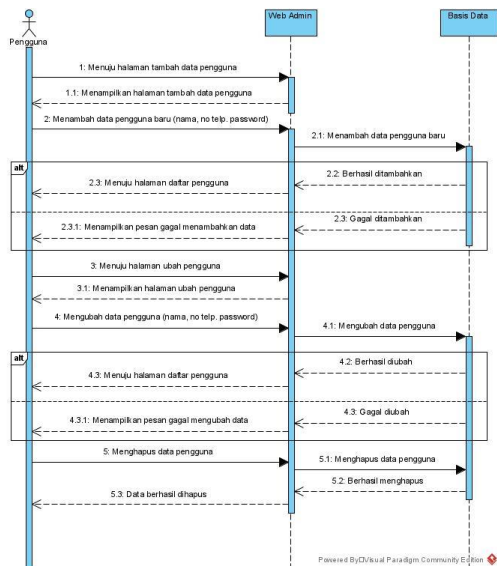 Pengguna
Web Admin
Basis Data
1: Menuju halaman tambah data pengguna
1.1: Menampilkan halaman tambah data pengguna
2: Menambah data pengguna baru (nama, no telp. password)
2.1: Menambah data pengguna baru
alt
2.2: Berhasil ditambahkan
2.3: Menuju halaman daftar pengguna
2.3: Gagal ditambahkan
2.3.1: Menampilkan pesan gagal menambahkan data
3: Menuju halaman ubah pengguna
3.1: Menampilkan halaman ubah pengguna
4: Mengubah data pengguna (nama, no telp. password)
4.1: Mengubah data pengguna
alt
4.2: Berhasil diubah
4.3: Menuju halaman daftar pengguna
4.3: Gagal diubah
4.3.1: Menampilkan pesan gagal mengubah data
5: Menghapus data pengguna
5.1: Menghapus data pengguna
5.2: Berhasil menghapus
5.3: Data berhasil dihapus
Powered By Visual Paradigm Community Edition